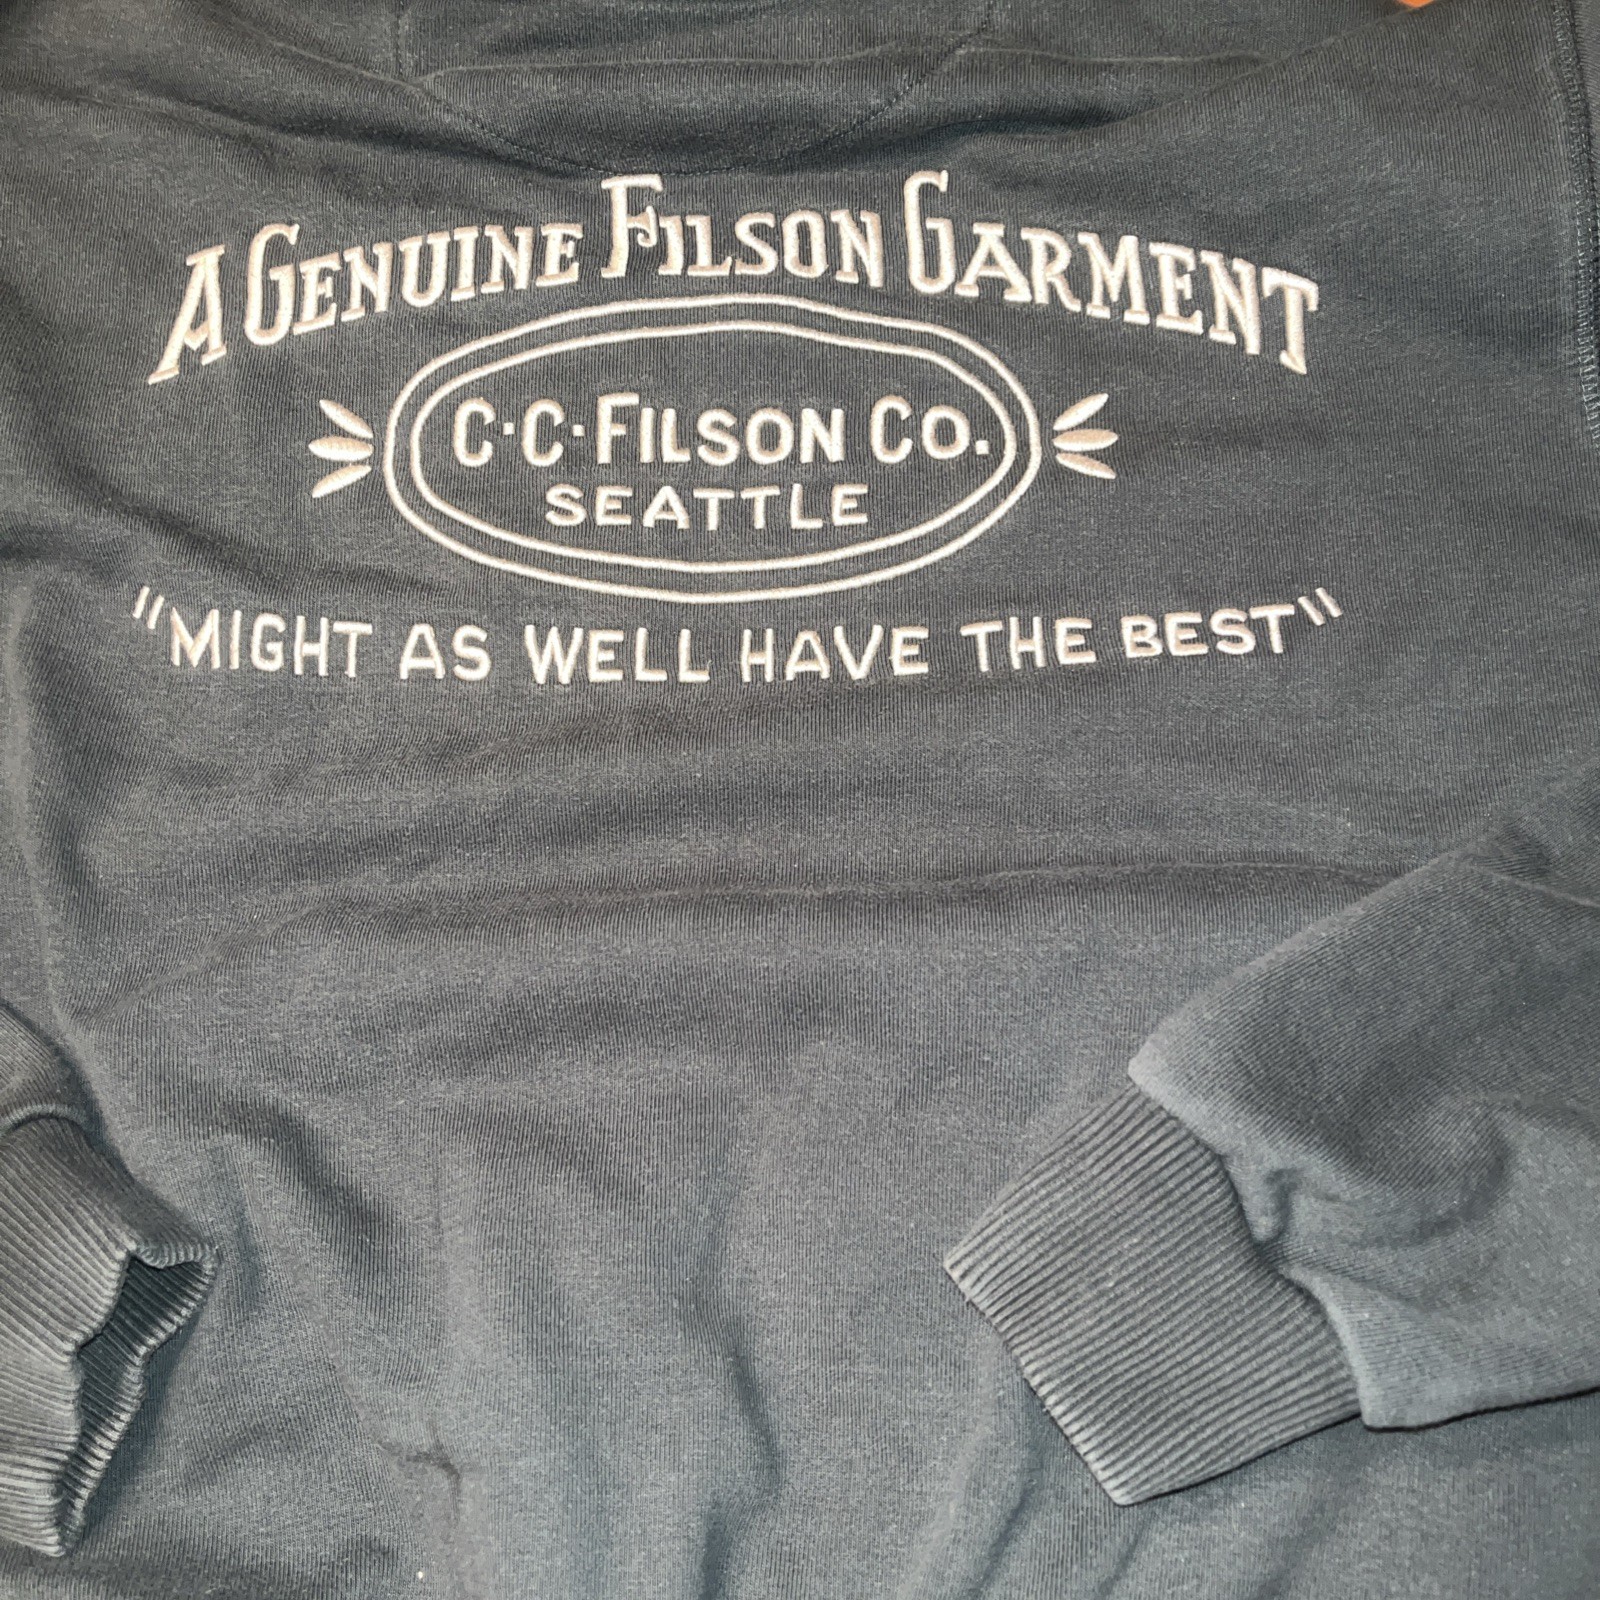 A GENUINE FILSON GARMENT
C·C·FILSON CO.
SEATTLE
"MIGHT AS WELL HAVE THE BEST"